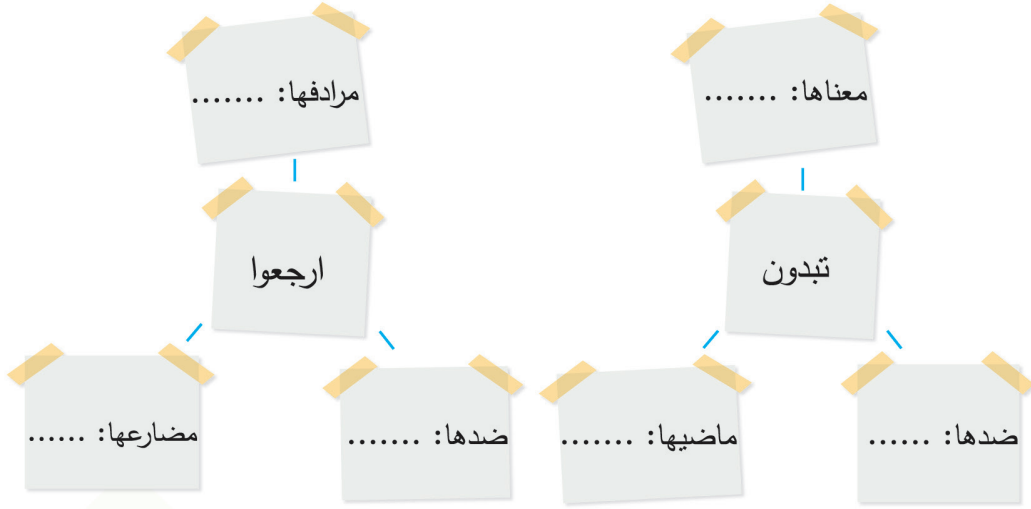 معناها: .......
مرادفها: .......
تبدون
ارجعوا
ضدها: ......
ماضيها: .......
ضدها: .......
مضارعها: ......